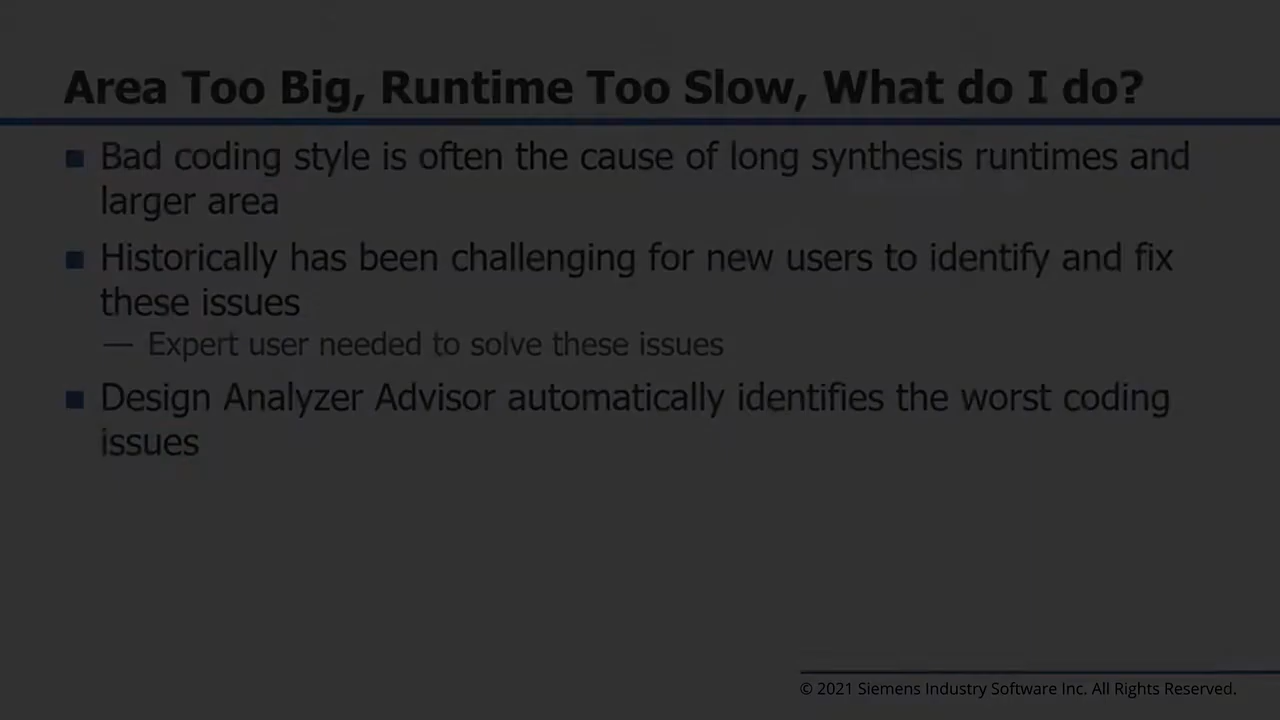 Area Too Big, Runtime Too Slow, What do I do?
Bad coding style is often the cause of long synthesis runtimes and
larger area
Historically has been challenging for new users to identify and fix
these issues
— Expert user needed to solve these issues
Design Analyzer Advisor automatically identifies the worst coding
issues
© 2021 Siemens Industry Software Inc. All Rights Reserved.